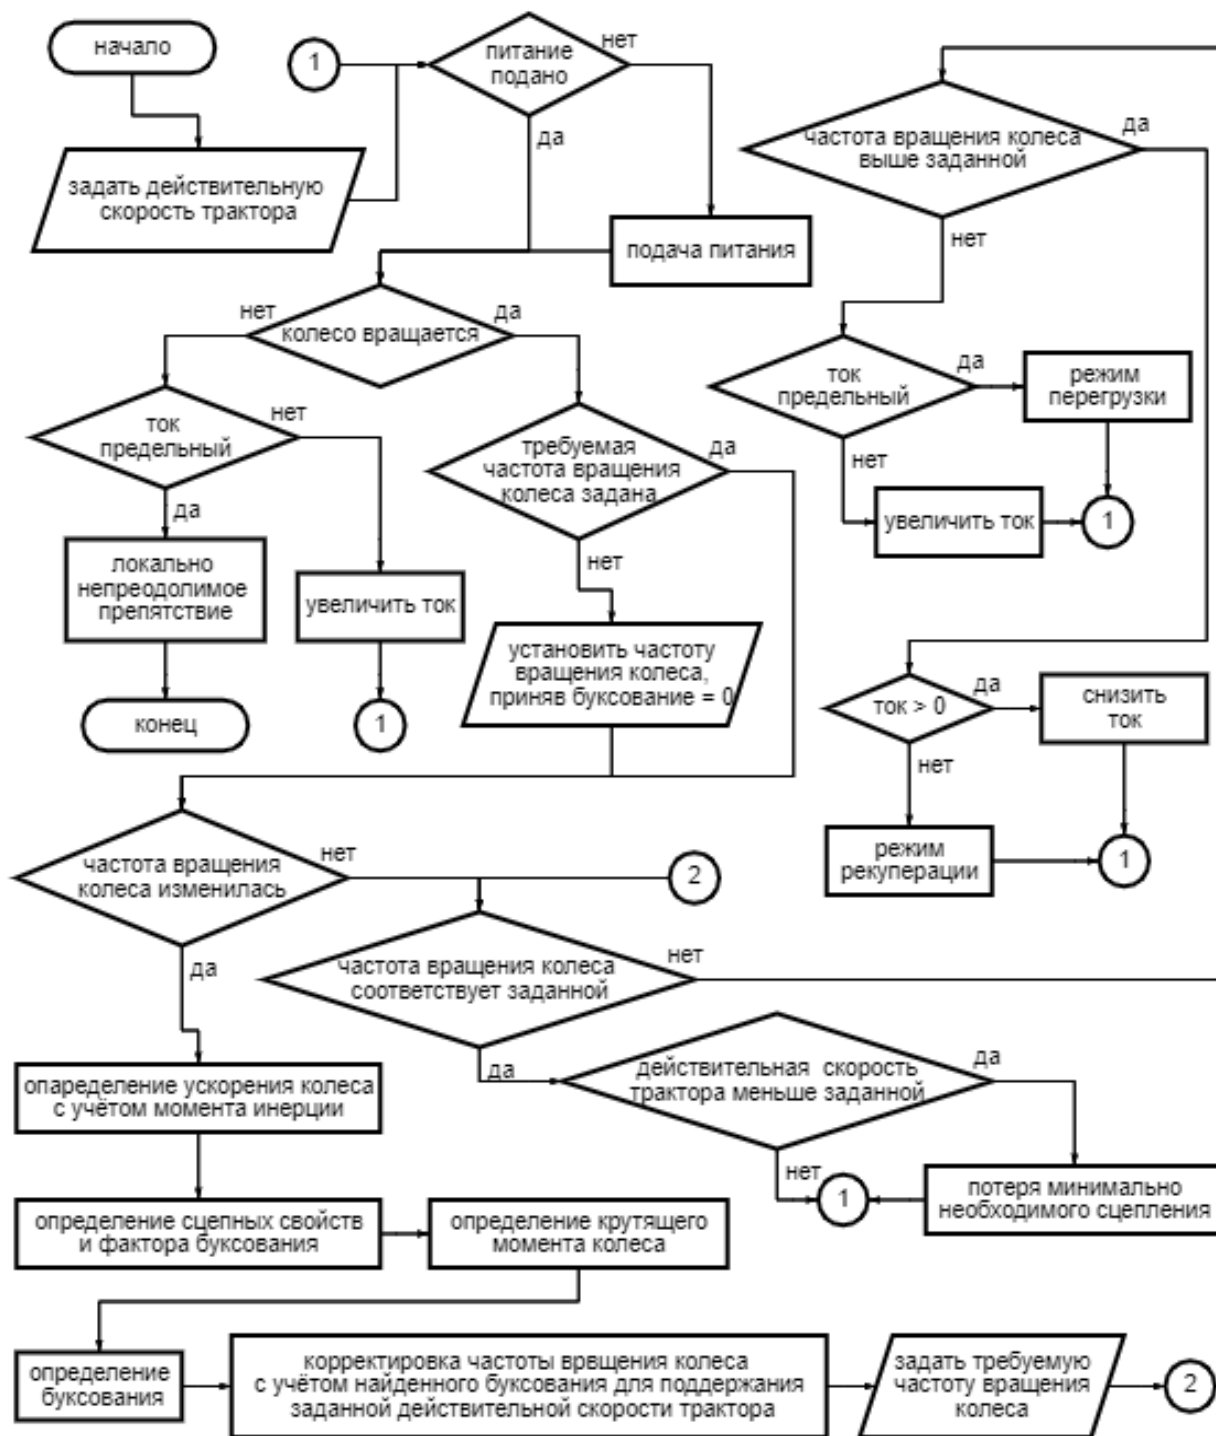 начало
1
питание
подано
нет
да
задать действительную
скорость трактора
подача питания
частота вращения колеса
выше заданной
да
нет
колесо вращается
нет
да
ток
предельный
да
режим
перегрузки
нет
увеличить ток
1
ток
предельный
нет
да
требуемая
частота вращения
колеса задана
да
нет
локально
непреодолимое
препятствие
увеличить ток
установить частоту
вращения колеса,
приняв буксование = 0
конец
1
ток > 0
да
снизить
ток
нет
режим
рекуперации
1
частота вращения
колеса изменилась
нет
2
да
частота вращения колеса
соответствует заданной
нет
да
действительная скорость
трактора меньше заданной
да
нет
1
потеря минимально
необходимого сцепления
опаределение ускорения колеса
с учётом момента инерции
определение сцепных свойств
и фактора буксования
определение крутящего
момента колеса
определение
буксования
корректировка частоты врвщения колеса
с учётом найденного буксования для поддержания
заданной действительной скорости трактора
задать требуемую
частоту вращения
колеса
2